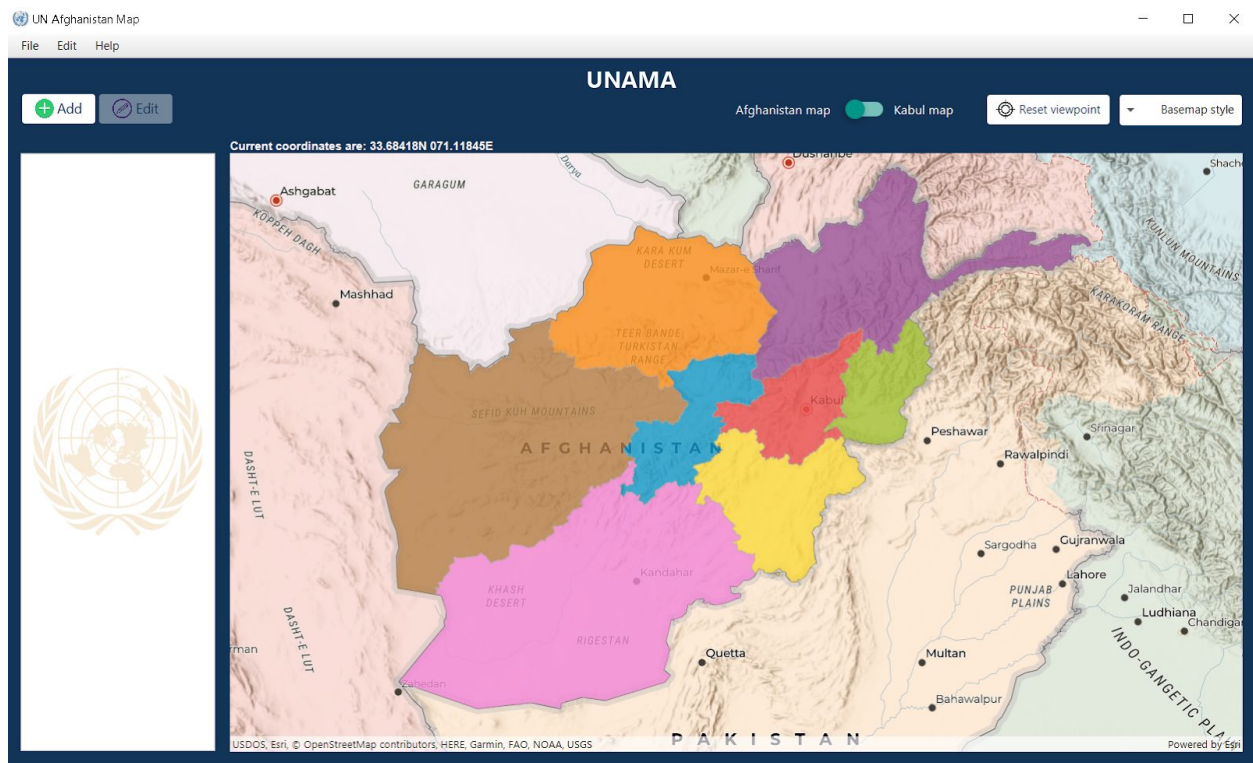 UN Afghanistan Map
File Edit Help
UNAMA
Add Edit
Afghanistan map Kabul map
Reset viewpoint
Basemap style
Current coordinates are: 33.68418N 071.11845E
Dushanbe
Darya
Shach
Ashgabat
GARAGUM
KOPPEH DAGH
KUNLUN MOUNTAINS
KARA KUM
DESERT
Mazar-e Sharif
Mashhad
KARAKORAM RANGE
TEER BANDE
TURKISTAN
RANGE
SEFID KUH MOUNTAINS
Kabul
AFGHANISTAN
Peshawar
Srinagar
Rawalpindi
DASHT-E LUT
Sargodha
Gujranwala
Kandahar
Lahore
KHASH
DESERT
PUNJAB
PLAINS
Jalandhar
Ludhiana
Chandigar
DASHT-E LUT
RIGESTAN
rman
Quetta
Multan
INDO-GANGETIC PLA
Zahedan
Bahawalpur
PAKISTAN
USDOS, Esri, © OpenStreetMap contributors, HERE, Garmin, FAO, NOAA, USGS
Powered by Esri